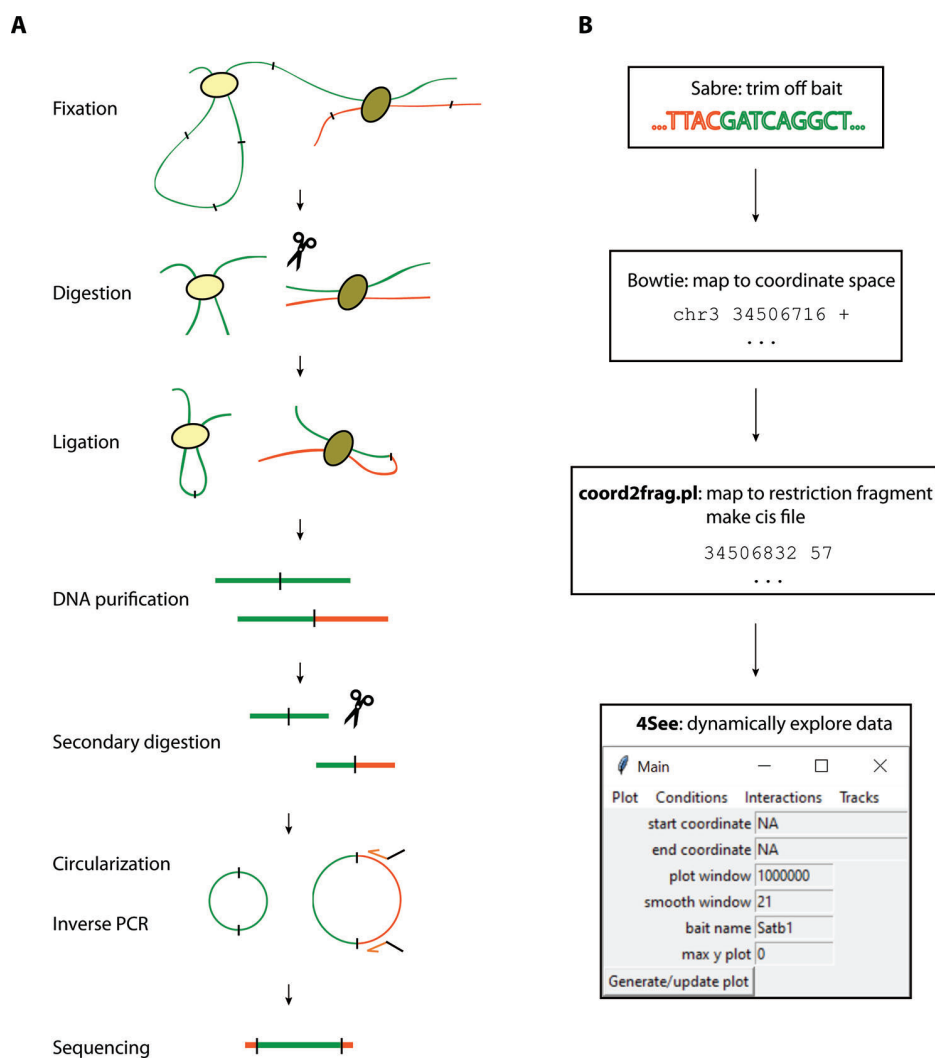 A
Fixation
Digestion
Ligation
DNA purification
Secondary digestion
Circularization
Inverse PCR
Sequencing
B
Sabre: trim off bait
...TTACGATCAGGCT...
Bowtie: map to coordinate space
chr3 34506716 +
...
coord2frag.pl: map to restriction fragment
make cis file
34506832 57
...
4See: dynamically explore data
Main
Plot Conditions Interactions Tracks
start coordinate NA
end coordinate NA
plot window 1000000
smooth window 21
bait name Satb1
max y plot 0
Generate/update plot